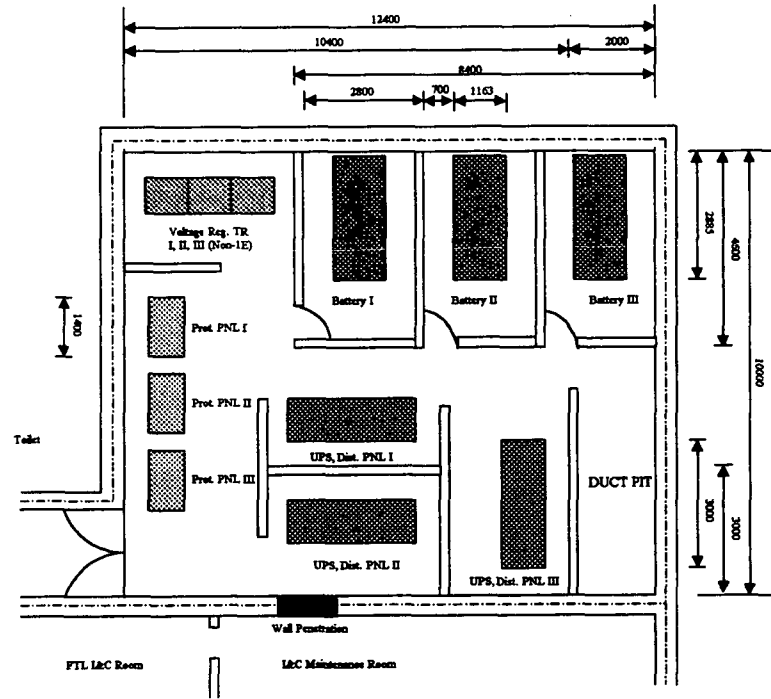 12400
10400
2000
8400
2800
700
1163
Voltage Reg. TR
I, II, III (Non-1E)
Battery I
Battery II
Battery III
2885
4600
10000
1400
Prot. PNL I
Prot. PNL II
Prot. PNL III
Toilet
UPS, Dist. PNL I
UPS, Dist. PNL II
UPS, Dist. PNL III
DUCT PIT
3000
3000
Wall Penetration
FTL I&C Room
I&C Maintenance Room